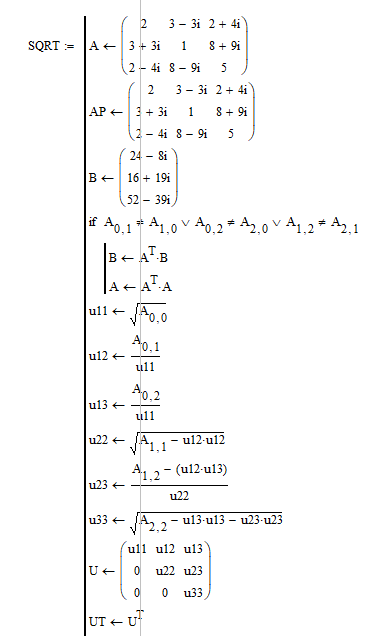 SQRT :=
A ← ( 2 3 − 3i 2 + 4i
3 + 3i 1 8 + 9i
2 − 4i 8 − 9i 5 )
AP ← ( 2 3 − 3i 2 + 4i
3 + 3i 1 8 + 9i
2 − 4i 8 − 9i 5 )
B ← ( 24 − 8i
16 + 19i
52 − 39i )
if A0,1 ≠ A1,0 ∨ A0,2 ≠ A2,0 ∨ A1,2 ≠ A2,1
B ← A^T·B
A ← A^T·A
u11 ← √(A0,0)
u12 ← A0,1 / u11
u13 ← A0,2 / u11
u22 ← √(A1,1 − u12·u12)
u23 ← A1,2 − (u12·u13) / u22
u33 ← √(A2,2 − u13·u13 − u23·u23)
U ← ( u11 u12 u13
0 u22 u23
0 0 u33 )
UT ← U^T